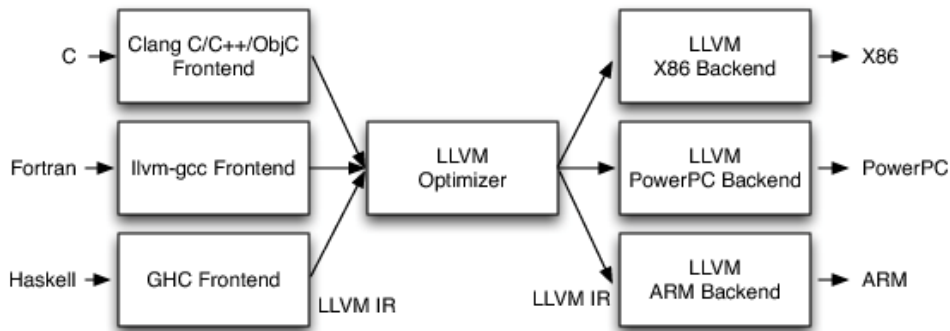 C
Clang C/C++/ObjC
Frontend
LLVM
X86 Backend
X86
Fortran
llvm-gcc Frontend
LLVM
Optimizer
LLVM
PowerPC Backend
PowerPC
Haskell
GHC Frontend
LLVM IR
LLVM IR
LLVM
ARM Backend
ARM